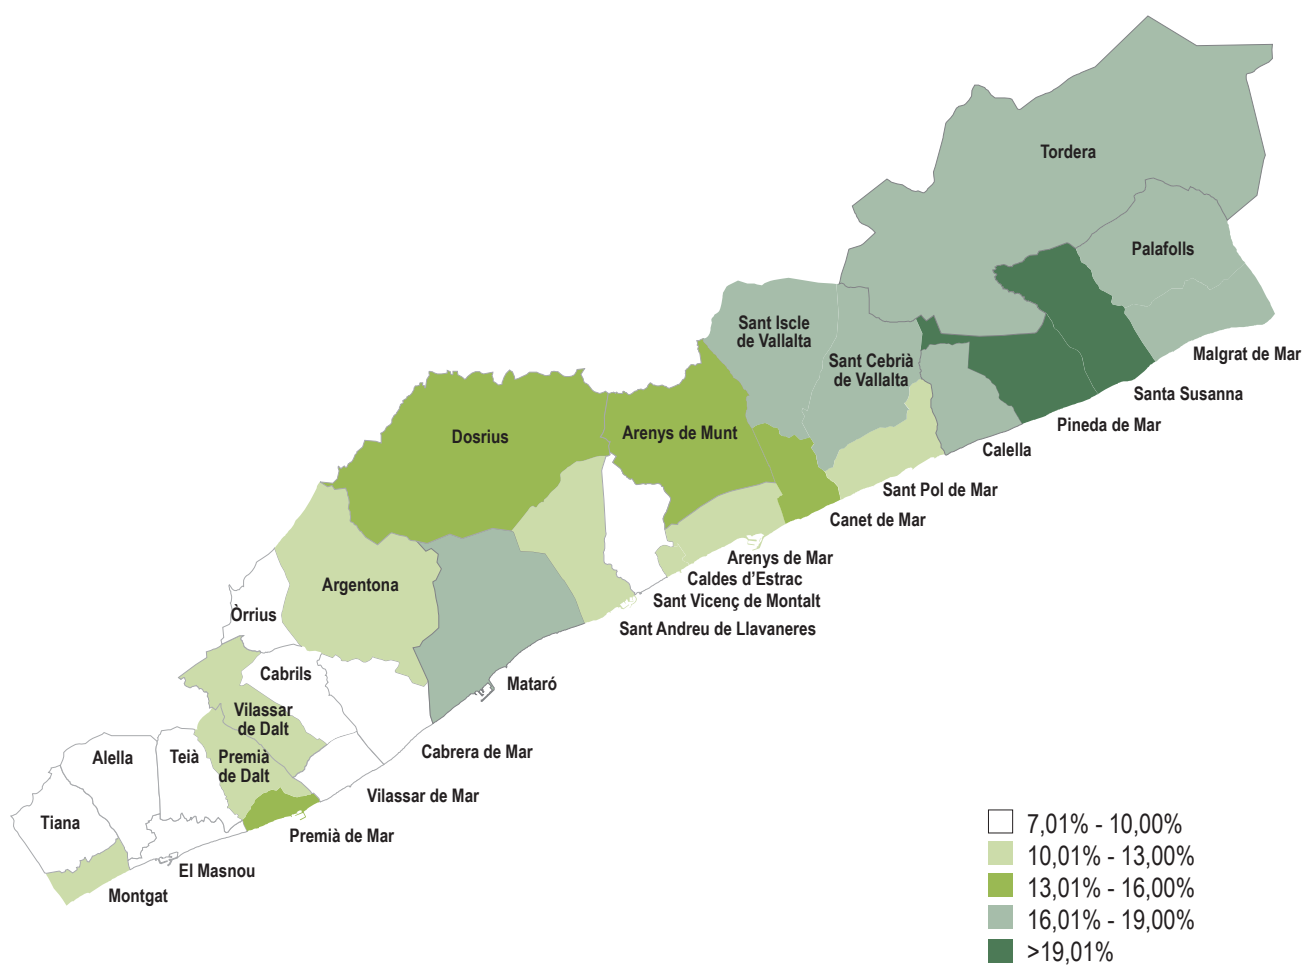 Tordera
Palafolls
Sant Iscle
de Vallalta
Sant Cebrià
de Vallalta
Malgrat de Mar
Santa Susanna
Pineda de Mar
Calella
Dosrius
Arenys de Munt
Sant Pol de Mar
Canet de Mar
Arenys de Mar
Caldes d’Estrac
Sant Vicenç de Montalt
Sant Andreu de Llavaneres
Argentona
Òrrius
Cabrils
Mataró
Vilassar
de Dalt
Cabrera de Mar
Alella
Teià
Premià
de Dalt
Vilassar de Mar
Tiana
Premià de Mar
El Masnou
Montgat
7,01% - 10,00%
10,01% - 13,00%
13,01% - 16,00%
16,01% - 19,00%
>19,01%